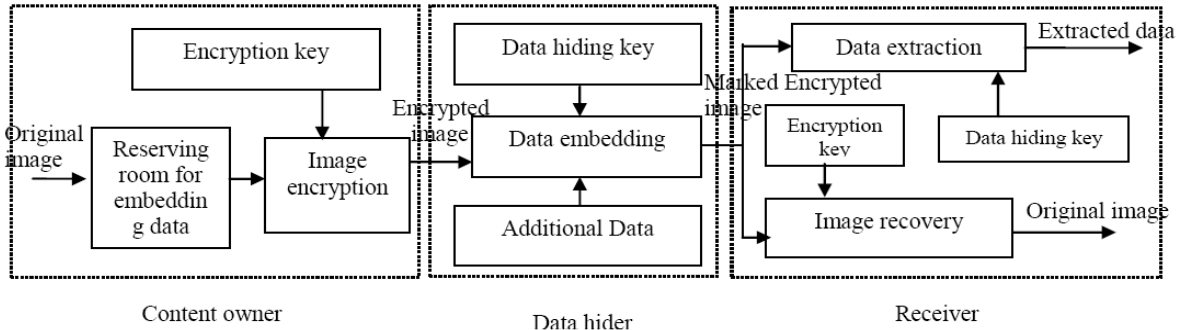 Encryption key
Original
image
Reserving
room for
embeddin
g data
Image
encryption
Encrypted
image
Content owner
Data hiding key
Data embedding
Additional Data
Data hider
Marked Encrypted
image
Data extraction
Extracted data
Encryption
key
Data hiding key
Image recovery
Original image
Receiver